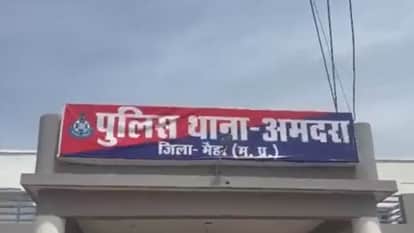 पुलिस थाना-अमदरा
जिला- मैहर (म. प्र.)